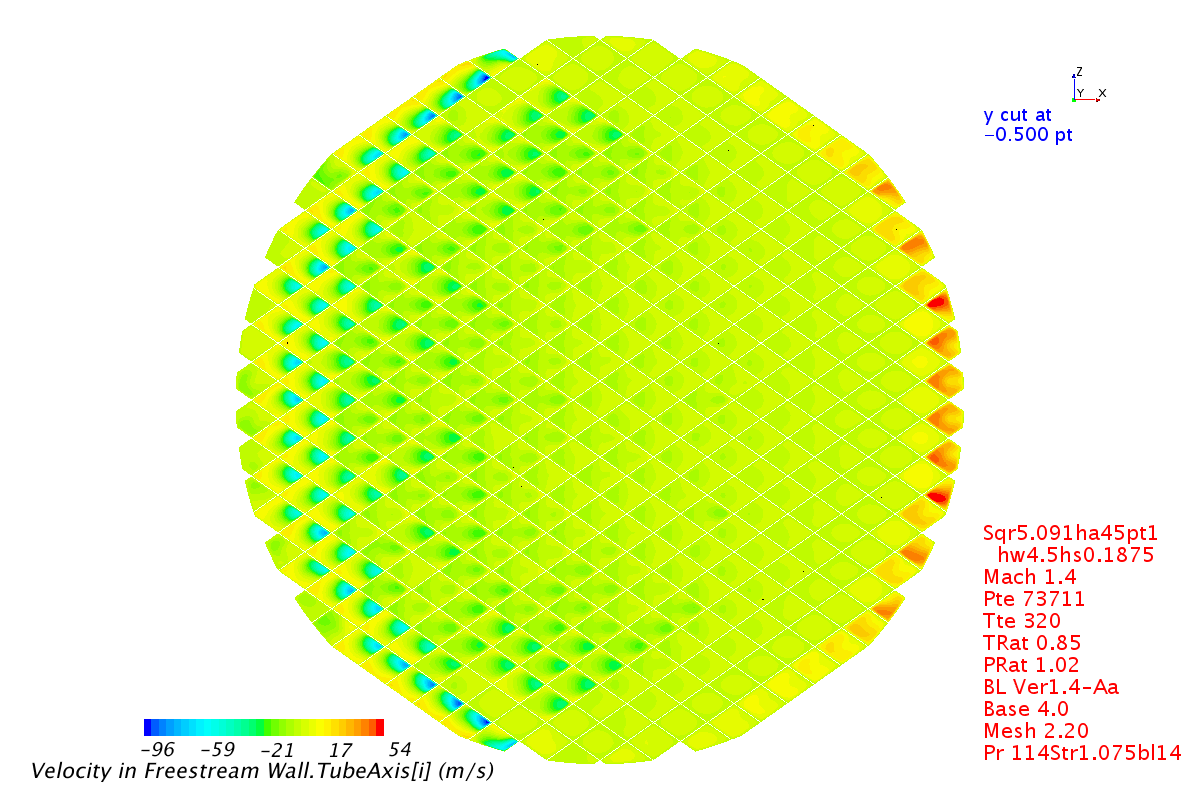 Z
Y X
y cut at
−0.500 pt
Sqr5.091ha45pt1
hw4.5hs0.1875
Mach 1.4
Pte 73711
Tte 320
TRat 0.85
PRat 1.02
BL Ver1.4−Aa
Base 4.0
Mesh 2.20
Pr 114Str1.075bl14
−96 −59 −21 17 54
Velocity in Freestream Wall.TubeAxis[i] (m/s)